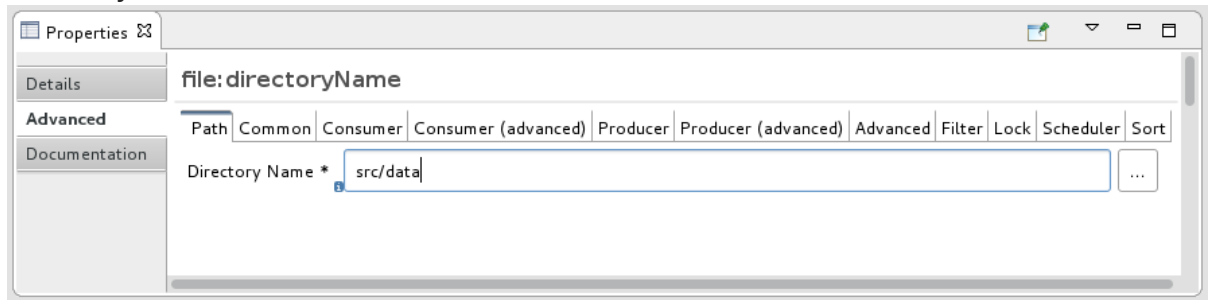 Properties
Details
file:directoryName
Advanced
Path Common Consumer Consumer (advanced) Producer Producer (advanced) Advanced Filter Lock Scheduler Sort
Documentation
Directory Name * src/data ...